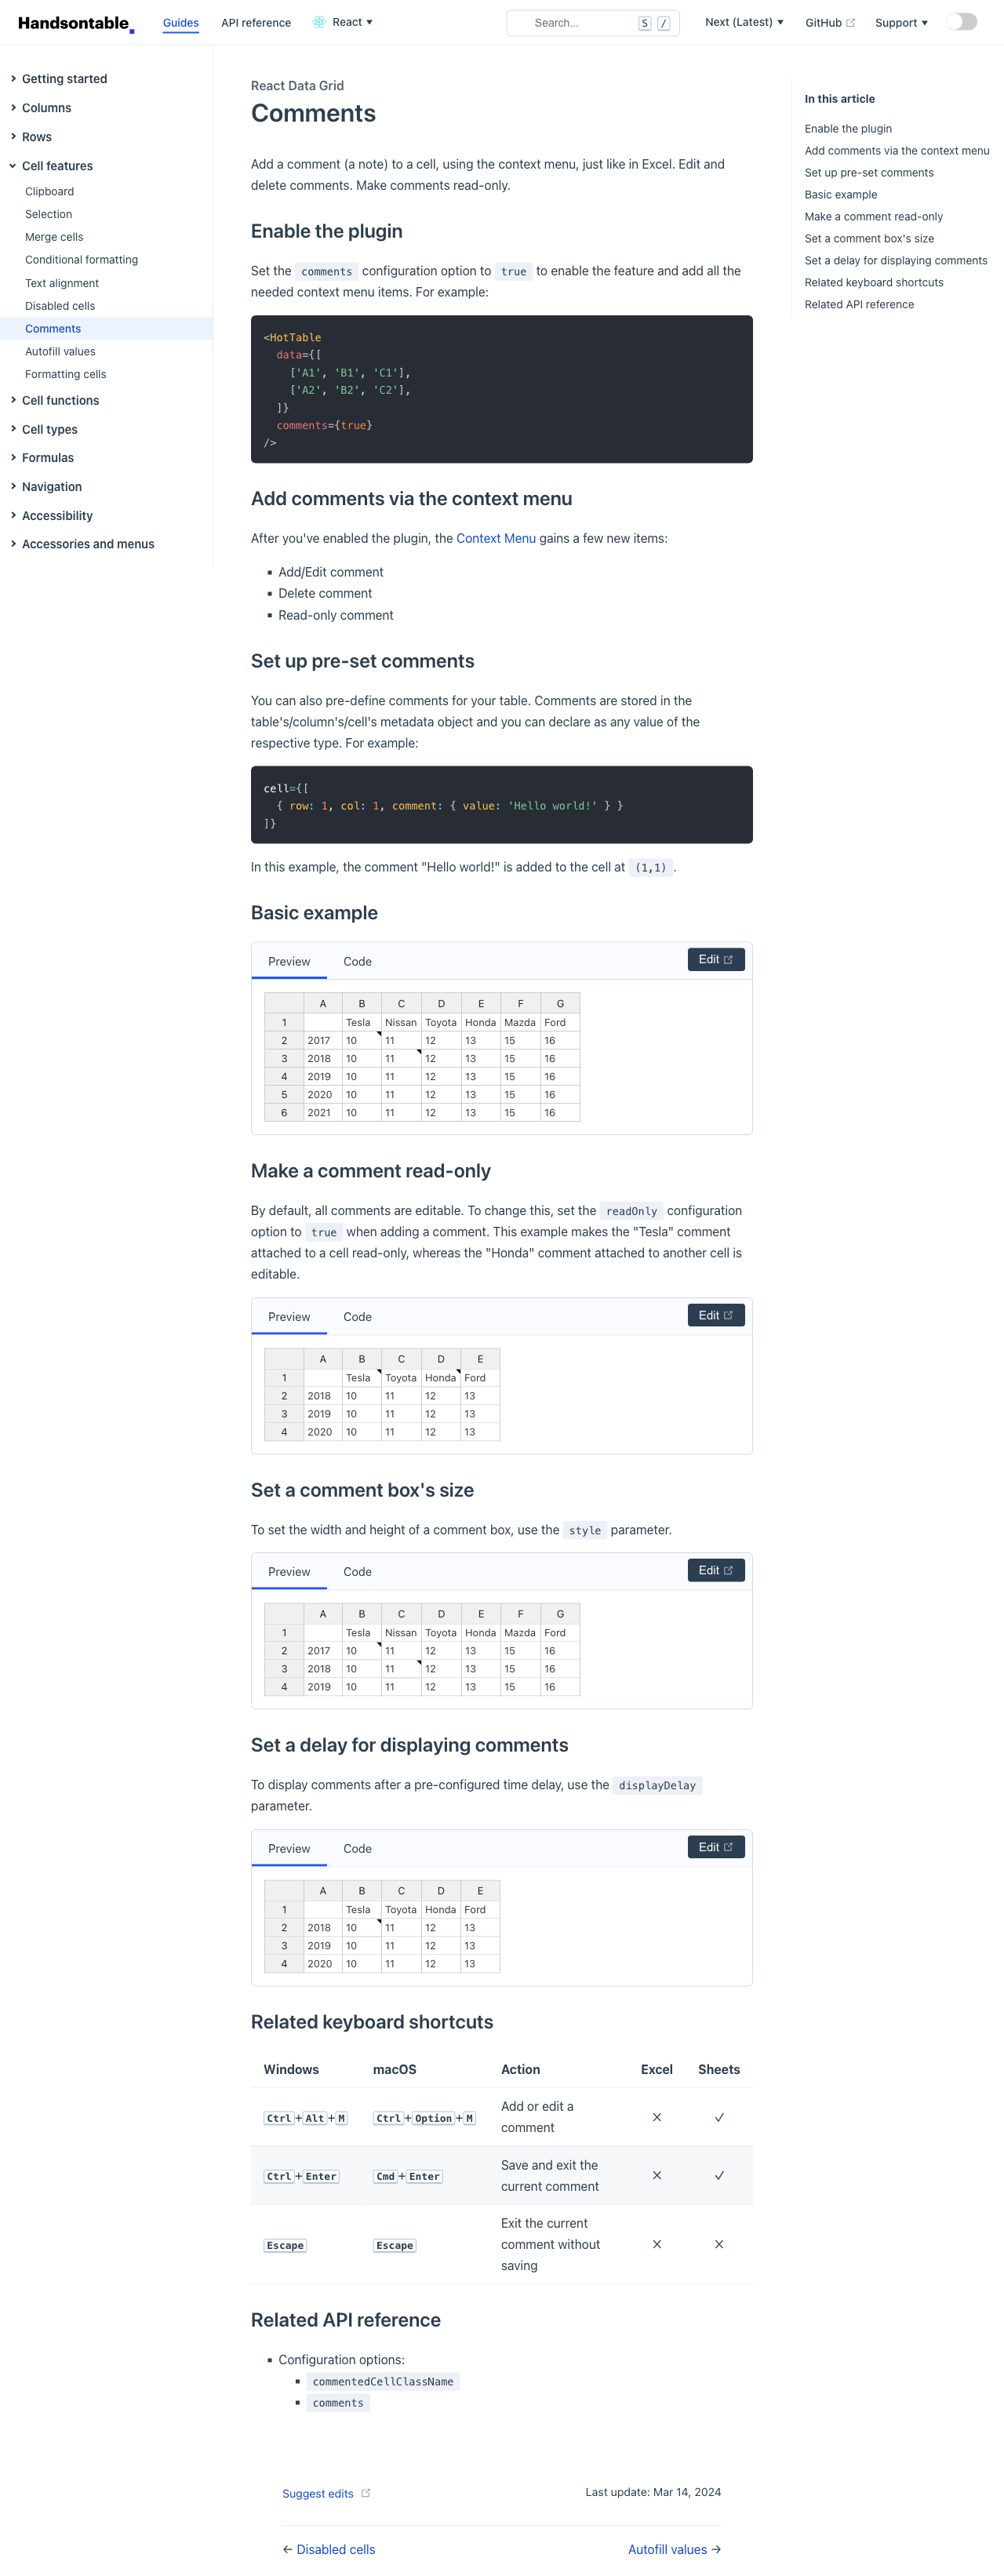 Handsontable Guides API reference React Search... S / Next (Latest) GitHub Support
Getting started
Columns
Rows
Cell features
Clipboard
Selection
Merge cells
Conditional formatting
Text alignment
Disabled cells
Comments
Autofill values
Formatting cells
Cell functions
Cell types
Formulas
Navigation
Accessibility
Accessories and menus
React Data Grid
Comments
Add a comment (a note) to a cell, using the context menu, just like in Excel. Edit and
delete comments. Make comments read-only.
Enable the plugin
Set the comments configuration option to true to enable the feature and add all the
needed context menu items. For example:
<HotTable
  data={[
    ['A1', 'B1', 'C1'],
    ['A2', 'B2', 'C2'],
  ]}
  comments={true}
/>
Add comments via the context menu
After you've enabled the plugin, the Context Menu gains a few new items:
▪ Add/Edit comment
▪ Delete comment
▪ Read-only comment
Set up pre-set comments
You can also pre-define comments for your table. Comments are stored in the
table's/column's/cell's metadata object and you can declare as any value of the
respective type. For example:
cell={[
  { row: 1, col: 1, comment: { value: 'Hello world!' } }
]}
In this example, the comment "Hello world!" is added to the cell at (1,1).
Basic example
Preview Code Edit
A B C D E F G
1 Tesla Nissan Toyota Honda Mazda Ford
2 2017 10 11 12 13 15 16
3 2018 10 11 12 13 15 16
4 2019 10 11 12 13 15 16
5 2020 10 11 12 13 15 16
6 2021 10 11 12 13 15 16
Make a comment read-only
By default, all comments are editable. To change this, set the readOnly configuration
option to true when adding a comment. This example makes the "Tesla" comment
attached to a cell read-only, whereas the "Honda" comment attached to another cell is
editable.
Preview Code Edit
A B C D E
1 Tesla Toyota Honda Ford
2 2018 10 11 12 13
3 2019 10 11 12 13
4 2020 10 11 12 13
Set a comment box's size
To set the width and height of a comment box, use the style parameter.
Preview Code Edit
A B C D E F G
1 Tesla Nissan Toyota Honda Mazda Ford
2 2017 10 11 12 13 15 16
3 2018 10 11 12 13 15 16
4 2019 10 11 12 13 15 16
Set a delay for displaying comments
To display comments after a pre-configured time delay, use the displayDelay
parameter.
Preview Code Edit
A B C D E
1 Tesla Toyota Honda Ford
2 2018 10 11 12 13
3 2019 10 11 12 13
4 2020 10 11 12 13
Related keyboard shortcuts
Windows macOS Action Excel Sheets
Ctrl+Alt+M Ctrl+Option+M Add or edit a
comment ✗ ✓
Ctrl+Enter Cmd+Enter Save and exit the
current comment ✗ ✓
Escape Escape Exit the current
comment without
saving ✗ ✗
Related API reference
▪ Configuration options:
▪ commentedCellClassName
▪ comments
Suggest edits Last update: Mar 14, 2024
← Disabled cells Autofill values →
In this article
Enable the plugin
Add comments via the context menu
Set up pre-set comments
Basic example
Make a comment read-only
Set a comment box's size
Set a delay for displaying comments
Related keyboard shortcuts
Related API reference